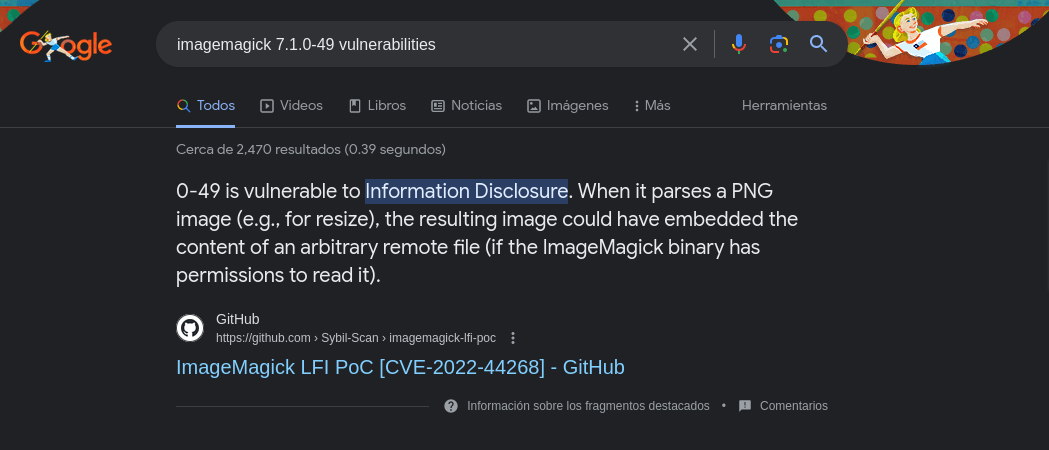 Google
imagemagick 7.1.0-49 vulnerabilities
Todos Videos Libros Noticias Imágenes Más Herramientas
Cerca de 2,470 resultados (0.39 segundos)
0-49 is vulnerable to Information Disclosure. When it parses a PNG
image (e.g., for resize), the resulting image could have embedded the
content of an arbitrary remote file (if the ImageMagick binary has
permissions to read it).
GitHub
https://github.com › Sybil-Scan › imagemagick-lfi-poc
ImageMagick LFI PoC [CVE-2022-44268] - GitHub
Información sobre los fragmentos destacados • Comentarios